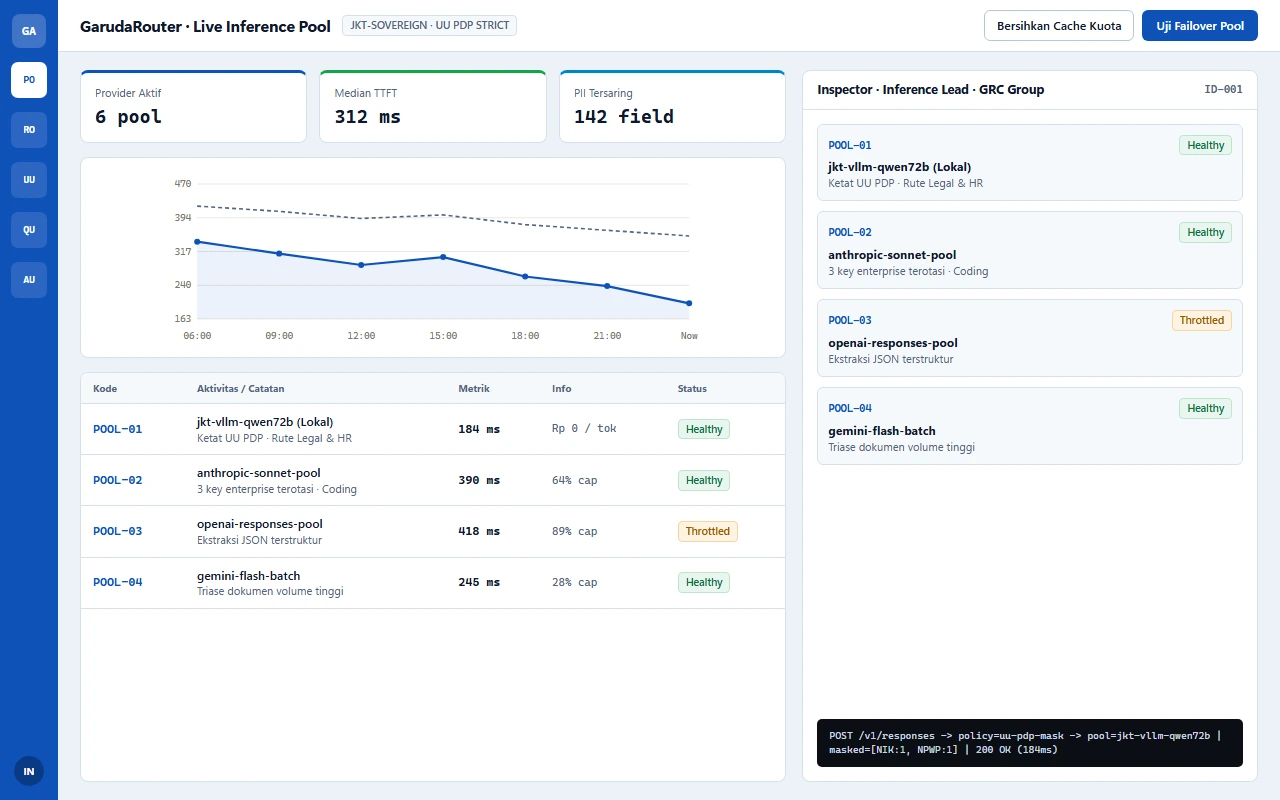 GA
PO
RO
UU
QU
AU
IN
GarudaRouter · Live Inference Pool
JKT-SOVEREIGN · UU PDP STRICT
Bersihkan Cache Kuota
Uji Failover Pool
Provider Aktif
6 pool
Median TTFT
312 ms
PII Tersaring
142 field
470
394
317
240
163
06:00 09:00 12:00 15:00 18:00 21:00 Now
Kode Aktivitas / Catatan Metrik Info Status
POOL-01 jkt-vllm-qwen72b (Lokal) 184 ms Rp 0 / tok Healthy
Ketat UU PDP · Rute Legal & HR
POOL-02 anthropic-sonnet-pool 390 ms 64% cap Healthy
3 key enterprise terotasi · Coding
POOL-03 openai-responses-pool 418 ms 89% cap Throttled
Ekstraksi JSON terstruktur
POOL-04 gemini-flash-batch 245 ms 28% cap Healthy
Triase dokumen volume tinggi
Inspector · Inference Lead · GRC Group
ID-001
POOL-01 Healthy
jkt-vllm-qwen72b (Lokal)
Ketat UU PDP · Rute Legal & HR
POOL-02 Healthy
anthropic-sonnet-pool
3 key enterprise terotasi · Coding
POOL-03 Throttled
openai-responses-pool
Ekstraksi JSON terstruktur
POOL-04 Healthy
gemini-flash-batch
Triase dokumen volume tinggi
POST /v1/responses -> policy=uu-pdp-mask -> pool=jkt-vllm-qwen72b |
masked=[NIK:1, NPWP:1] | 200 OK (184ms)